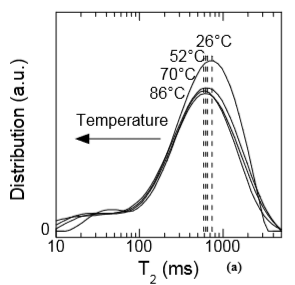 26°C
52°C
70°C
86°C
Temperature
Distribution (a.u.)
0
10 100 1000
T2 (ms) (a)